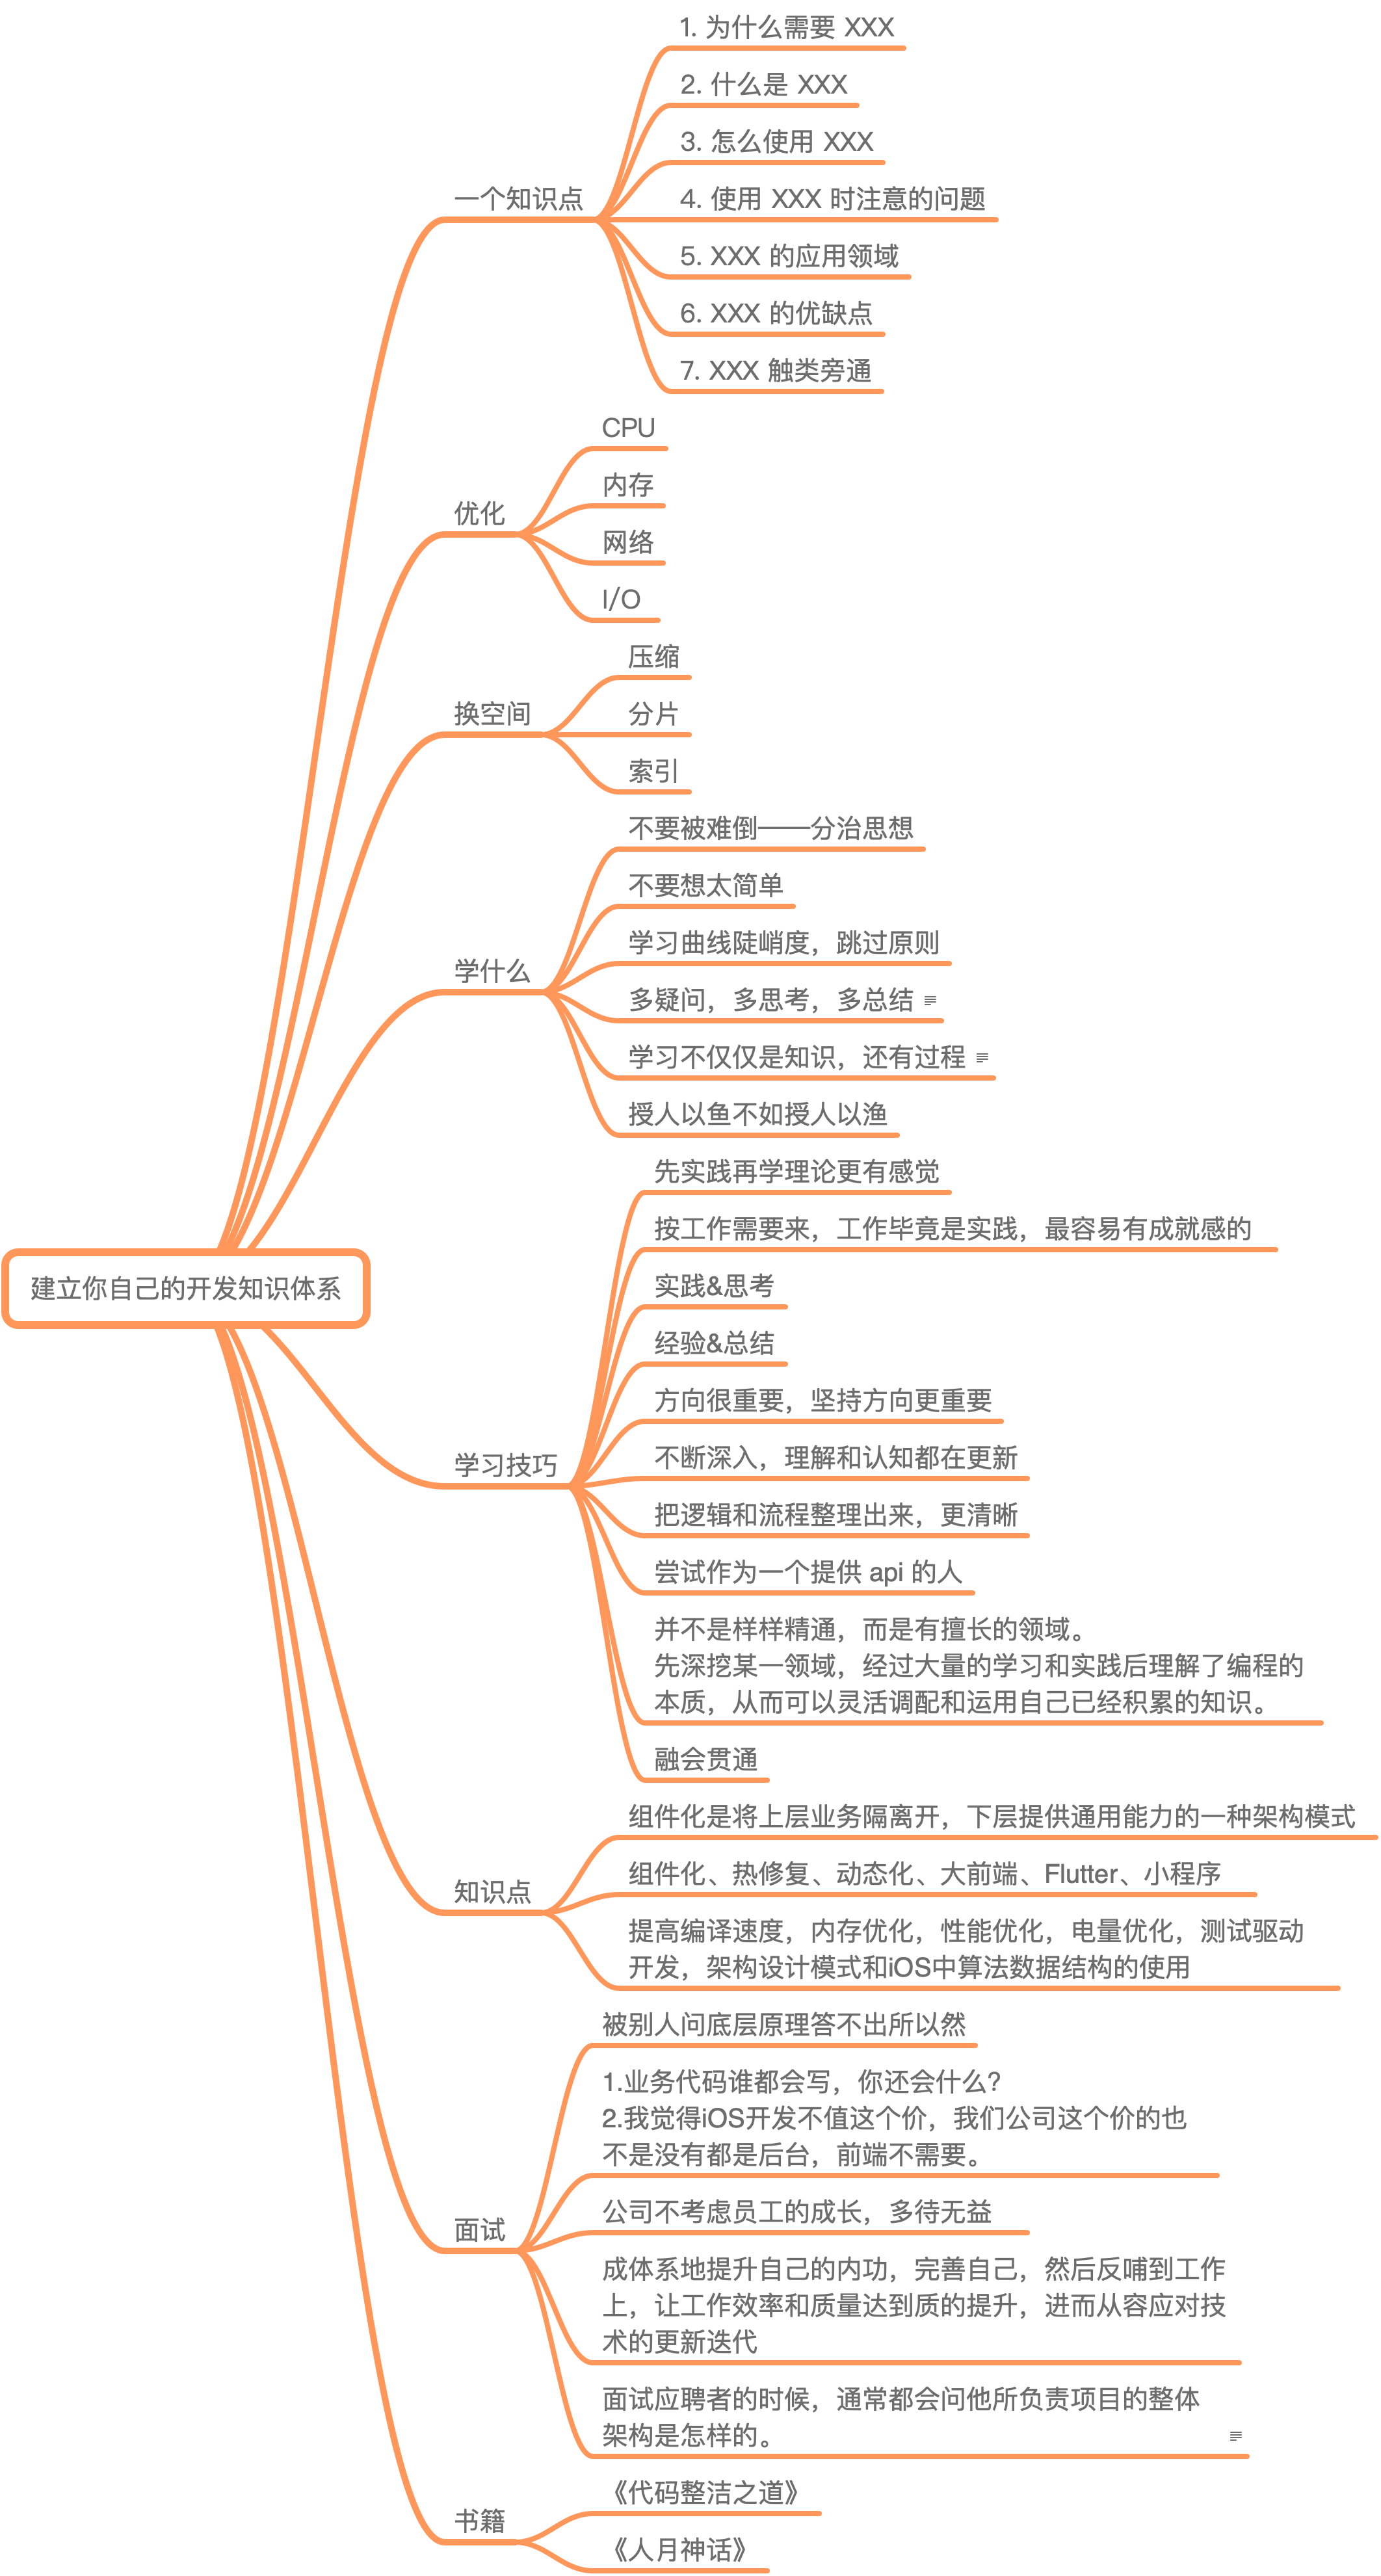 1. 为什么需要 XXX
2. 什么是 XXX
3. 怎么使用 XXX
一个知识点
4. 使用 XXX 时注意的问题
5. XXX 的应用领域
6. XXX 的优缺点
7. XXX 触类旁通
CPU
内存
优化
网络
I/O
压缩
换空间
分片
索引
不要被难倒——分治思想
不要想太简单
学习曲线陡峭度，跳过原则
学什么
多疑问，多思考，多总结
学习不仅仅是知识，还有过程
授人以鱼不如授人以渔
先实践再学理论更有感觉
按工作需要来，工作毕竟是实践，最容易有成就感的
建立你自己的开发知识体系
实践&思考
经验&总结
方向很重要，坚持方向更重要
学习技巧
不断深入，理解和认知都在更新
把逻辑和流程整理出来，更清晰
尝试作为一个提供 api 的人
并不是样样精通，而是有擅长的领域。
先深挖某一领域，经过大量的学习和实践后理解了编程的
本质，从而可以灵活调配和运用自己已经积累的知识。
融会贯通
组件化是将上层业务隔离开，下层提供通用能力的一种架构模式
知识点
组件化、热修复、动态化、大前端、Flutter、小程序
提高编译速度，内存优化，性能优化，电量优化，测试驱动
开发，架构设计模式和iOS中算法数据结构的使用
被别人问底层原理答不出所以然
1.业务代码谁都会写，你还会什么?
2.我觉得iOS开发不值这个价，我们公司这个价的也
不是没有都是后台，前端不需要。
面试
公司不考虑员工的成长，多待无益
成体系地提升自己的内功，完善自己，然后反哺到工作
上，让工作效率和质量达到质的提升，进而从容应对技
术的更新迭代
面试应聘者的时候，通常都会问他所负责项目的整体
架构是怎样的。
书籍
《代码整洁之道》
《人月神话》